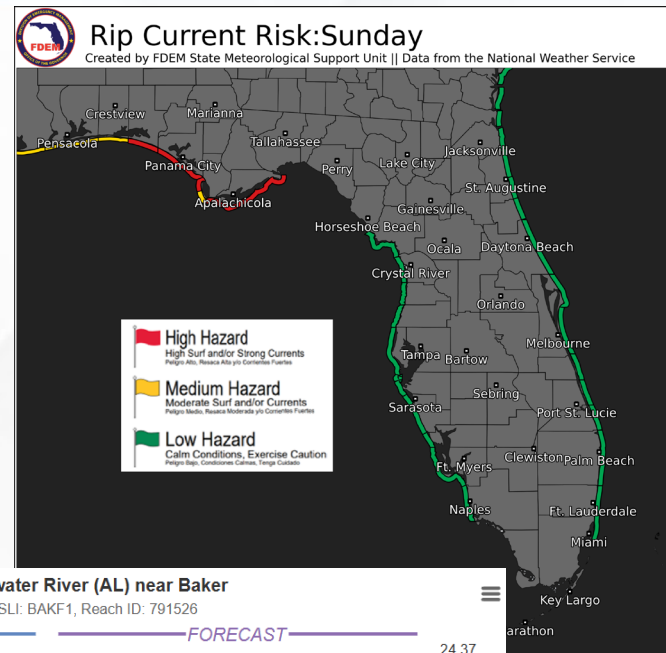 FDEM
Rip Current Risk:Sunday
Created by FDEM State Meteorological Support Unit || Data from the National Weather Service
Crestview
Marianna
Pensacola
Tallahassee
Jacksonville
Panama City
Perry
Lake City
St. Augustine
Apalachicola
Gainesville
Horseshoe Beach
Ocala
Daytona Beach
Crystal River
Orlando
High Hazard
High Surf and/or Strong Currents
Peligro Alto, Resaca Alta y/o Corrientes Fuertes
Melbourne
Tampa
Bartow
Medium Hazard
Moderate Surf and/or Currents
Peligro Medio, Resaca Moderada y/o Corrientes Fuertes
Sebring
Sarasota
Port St. Lucie
Low Hazard
Calm Conditions, Exercise Caution
Peligro Bajo, Condiciones Calmas, Tenga Cuidado
Clewiston
Palm Beach
Ft. Myers
Naples
Ft. Lauderdale
Miami
water River (AL) near Baker
SLI: BAKF1, Reach ID: 791526
Key Largo
FORECAST
arathon
24.37